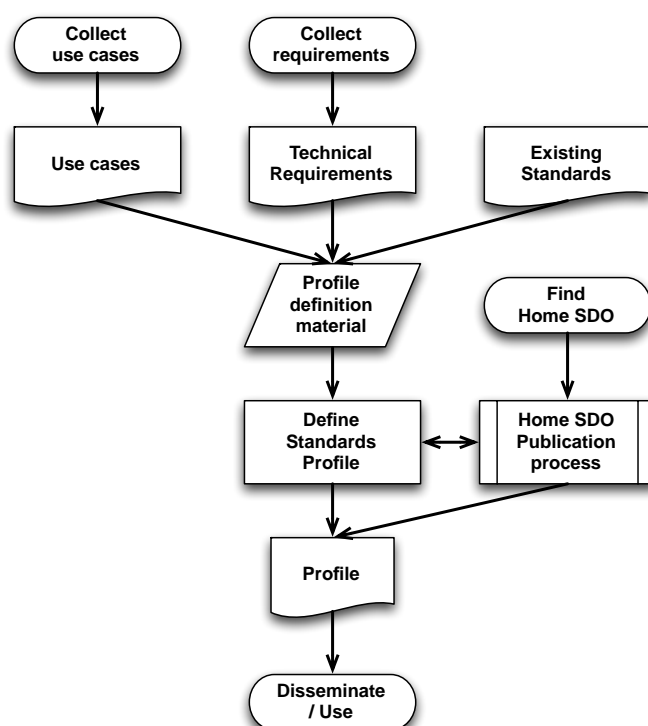 Collect
use cases
Collect
requirements
Use cases
Technical
Requirements
Existing
Standards
Profile
definition
material
Find
Home SDO
Define
Standards
Profile
Home SDO
Publication
process
Profile
Disseminate
/ Use